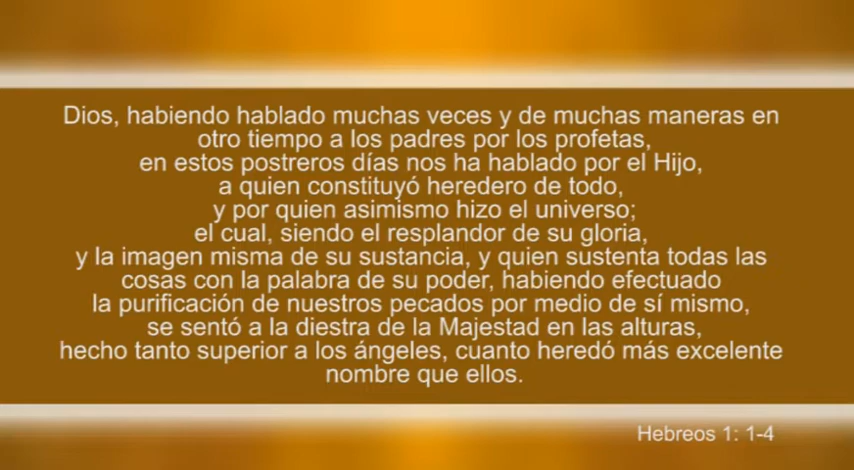 Dios, habiendo hablado muchas veces y de muchas maneras en
otro tiempo a los padres por los profetas,
en estos postreros días nos ha hablado por el Hijo,
a quien constituyó heredero de todo,
y por quien asimismo hizo el universo;
el cual, siendo el resplandor de su gloria,
y la imagen misma de su sustancia, y quien sustenta todas las
cosas con la palabra de su poder, habiendo efectuado
la purificación de nuestros pecados por medio de sí mismo,
se sentó a la diestra de la Majestad en las alturas,
hecho tanto superior a los ángeles, cuanto heredó más excelente
nombre que ellos.
Hebreos 1: 1-4